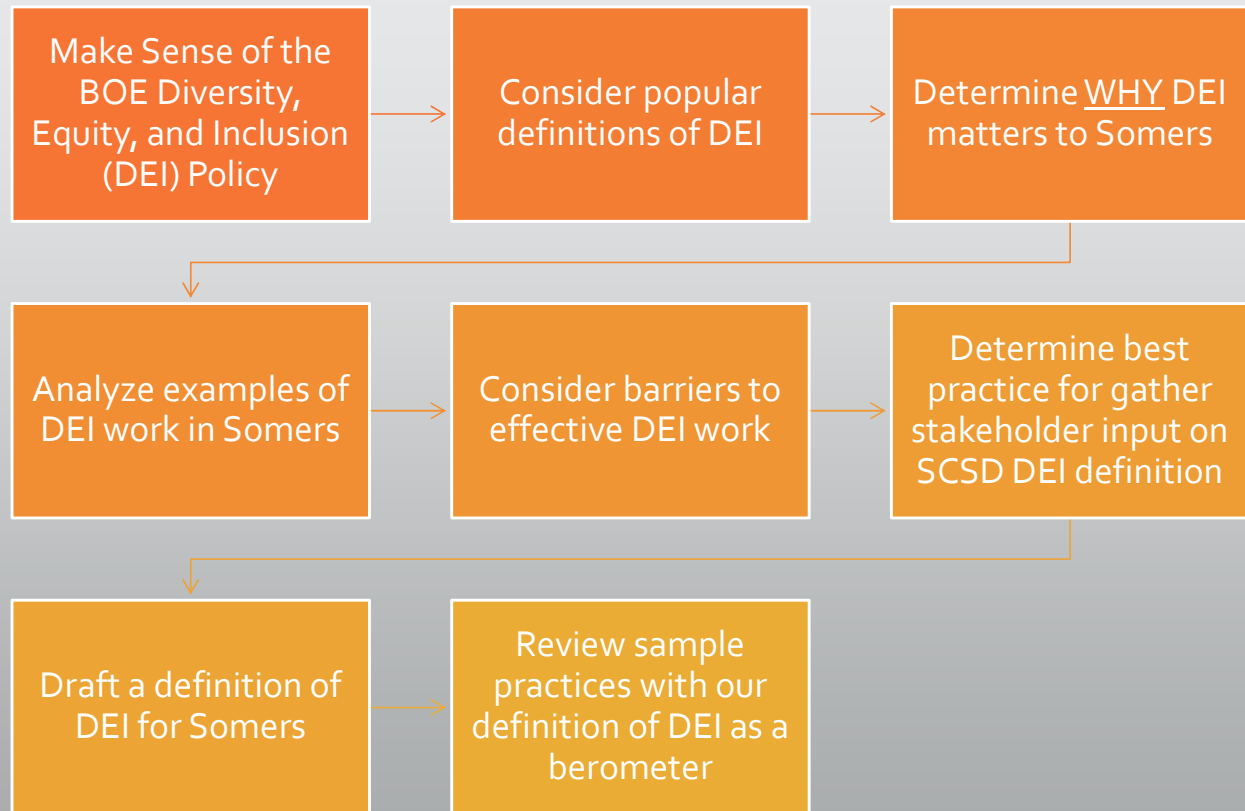 Make Sense of the
BOE Diversity,
Equity, and Inclusion
(DEI) Policy
Consider popular
definitions of DEI
Determine WHY DEI
matters to Somers
Analyze examples of
DEI work in Somers
Consider barriers to
effective DEI work
Determine best
practice for gather
stakeholder input on
SCSD DEI definition
Draft a definition of
DEI for Somers
Review sample
practices with our
definition of DEI as a
berometer